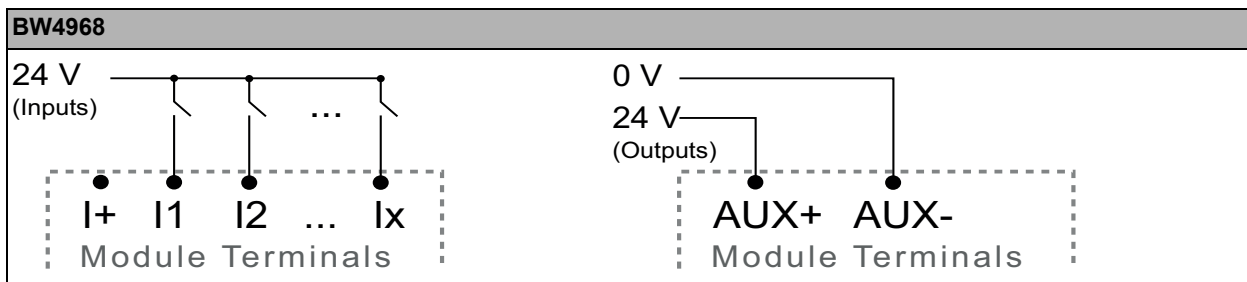 BW4968
24 V
(Inputs)
...
I+ I1 I2 ... Ix
Module Terminals
0 V
24 V
(Outputs)
AUX+ AUX-
Module Terminals